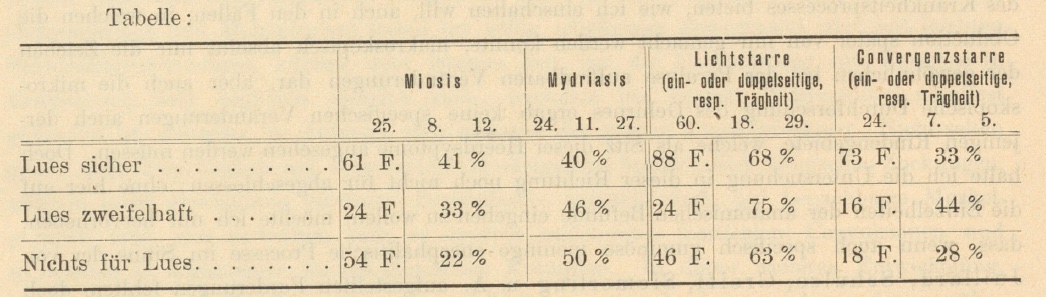 Tabelle:
Miosis Mydriasis Lichtstarre Convergenzstarre
(ein- oder doppelseitige, (ein- oder doppelseitige,
resp. Trägheit) resp. Trägheit)
25. 8. 12. 24. 11. 27. 60. 18. 29. 24. 7. 5.
Lues sicher . . . . . . . . . . 61 F. 41 % 40 % 88 F. 68 % 73 F. 33 %
Lues zweifelhaft 24 F. 33 % 46 % 24 F. 75 % 16 F. 44 %
Nichts für Lues. . . . . . . . 54 F. 22 % 50 % 46 F. 63 % 18 F. 28 %